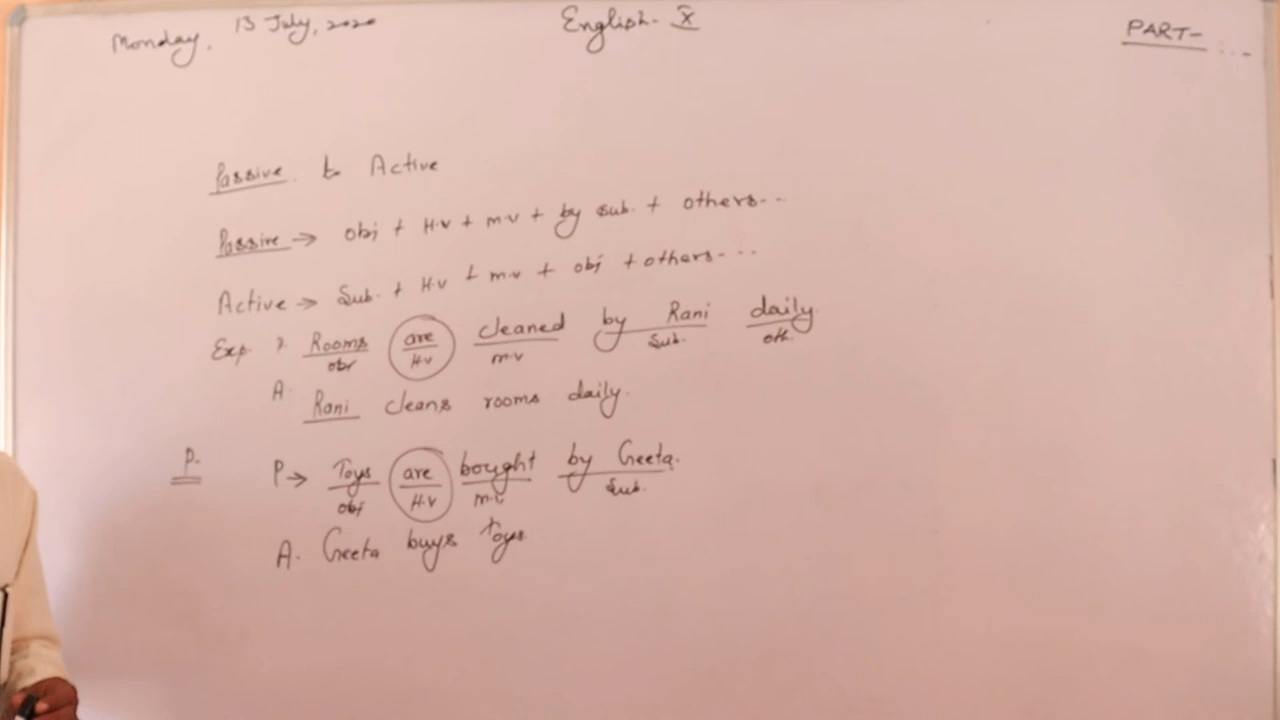 Monday, 13 July, 2020 English- X PART-
Passive to Active
Passive → obj + H.v + m.v + by sub. + others...
Active → Sub. + H.v + m.v + obj + others-...
Exp. Rooms are cleaned by Rani daily.
obj H.v m.v Sub. oth.
A. Rani cleans rooms daily.
P. P → Toys are bought by Geeta.
obj H.v m.v Sub.
A. Geeta buys Toys